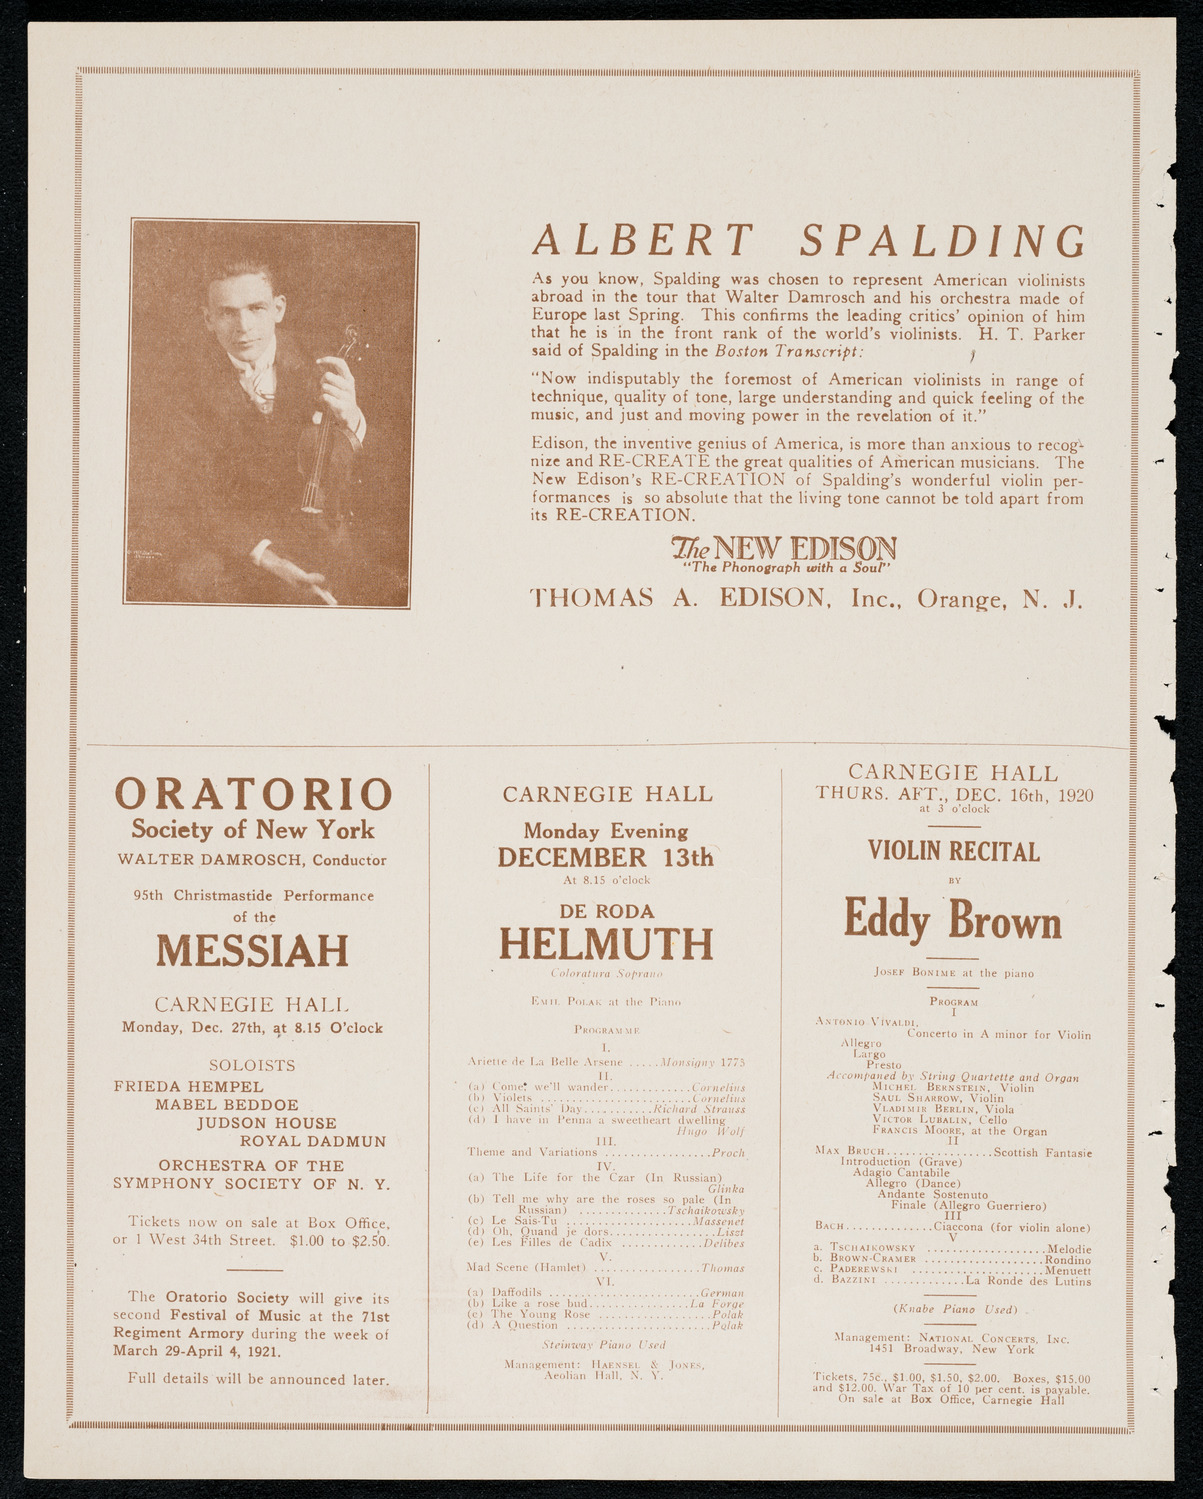 ALBERT SPALDING
As you know, Spalding was chosen to represent American violinists
abroad in the tour that Walter Damrosch and his orchestra made of
Europe last Spring. This confirms the leading critics' opinion of him
that he is in the front rank of the world's violinists. H. T. Parker
said of Spalding in the Boston Transcript:
"Now indisputably the foremost of American violinists in range of
technique, quality of tone, large understanding and quick feeling of the
music, and just and moving power in the revelation of it."
Edison, the inventive genius of America, is more than anxious to recog-
nize and RE-CREATE the great qualities of American musicians. The
New Edison's RE-CREATION of Spalding's wonderful violin per-
formances is so absolute that the living tone cannot be told apart from
its RE-CREATION.
The NEW EDISON
"The Phonograph with a Soul"
THOMAS A. EDISON, Inc., Orange, N. J.
ORATORIO
Society of New York
WALTER DAMROSCH, Conductor
95th Christmastide Performance
of the
MESSIAH
CARNEGIE HALL
Monday, Dec. 27th, at 8.15 O'clock
SOLOISTS
FRIEDA HEMPEL
MABEL BEDDOE
JUDSON HOUSE
ROYAL DADMUN
ORCHESTRA OF THE
SYMPHONY SOCIETY OF N. Y.
Tickets now on sale at Box Office,
or 1 West 34th Street. $1.00 to $2.50.
The Oratorio Society will give its
second Festival of Music at the 71st
Regiment Armory during the week of
March 29-April 4, 1921.
Full details will be announced later.
CARNEGIE HALL
Monday Evening
DECEMBER 13th
At 8.15 o'clock
DE RODA
HELMUTH
Coloratura Soprano
EMIL POLAK at the Piano
PROGRAMME
I.
Ariette de La Belle Arsene .....Monsigny 1775
II.
(a) Come, we'll wander............Cornelius
(b) Violets ......................Cornelius
(c) All Saints' Day..........Richard Strauss
(d) I have in Penna a sweetheart dwelling
Hugo Wolf
III.
Theme and Variations ................Proch
IV.
(a) The Life for the Czar (In Russian)
Glinka
(b) Tell me why are the roses so pale (In
Russian) .............Tschaikowsky
(c) Le Sais-Tu ...................Massenet
(d) Oh, Quand je dors................Liszt
(e) Les Filles de Cadix ............Delibes
V.
Mad Scene (Hamlet) ................Thomas
VI.
(a) Daffodils ......................German
(b) Like a rose bud...............La Forge
(c) The Young Rose .................Polak
(d) A Question .....................Polak
Steinway Piano Used
Management: HAENSEL & JONES,
Aeolian Hall, N. Y.
CARNEGIE HALL
THURS. AFT., DEC. 16th, 1920
at 3 o'clock
VIOLIN RECITAL
BY
Eddy Brown
JOSEF BONIME at the piano
PROGRAM
I
ANTONIO VIVALDI,
Concerto in A minor for Violin
Allegro
Largo
Presto
Accompaned by String Quartette and Organ
MICHEL BERNSTEIN, Violin
SAUL SHARROW, Violin
VLADIMIR BERLIN, Viola
VICTOR LUBALIN, Cello
FRANCIS MOORE, at the Organ
II
MAX BRUCH................Scottish Fantasie
Introduction (Grave)
Adagio Cantabile
Allegro (Dance)
Andante Sostenuto
Finale (Allegro Guerriero)
III
BACH.............Ciaccona (for violin alone)
V
a. TSCHAIKOWSKY ..................Melodie
b. BROWN-CRAMER ..................Rondino
c. PADEREWSKI ....................Menuett
d. BAZZINI ............La Ronde des Lutins
(Knabe Piano Used)
Management: NATIONAL CONCERTS, INC.
1451 Broadway, New York
Tickets, 75c., $1.00, $1.50, $2.00. Boxes, $15.00
and $12.00. War Tax of 10 per cent. is payable.
On sale at Box Office, Carnegie Hall